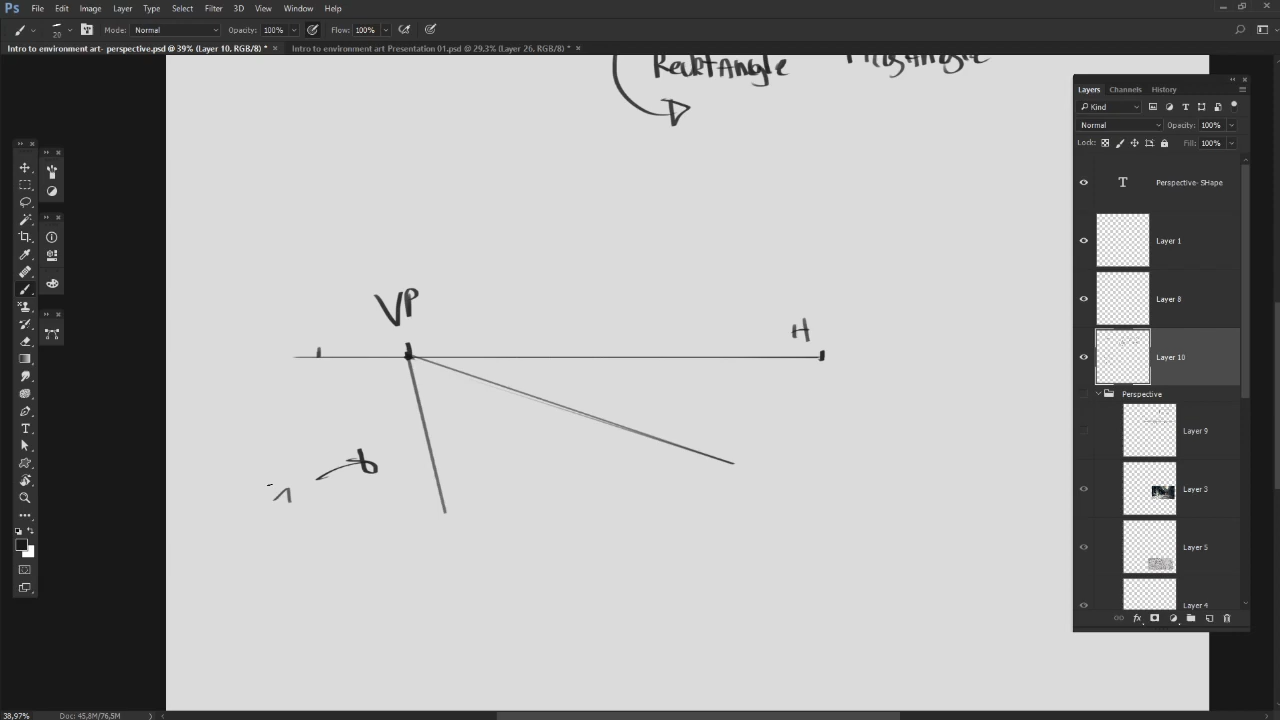 Ps File Edit Image Layer Type Select Filter 3D View Window Help
20 Mode: Normal Opacity: 100% Flow: 100%
Intro to environment art- perspective.psd @ 39% (Layer 10, RGB/8) * × Intro to environment art Presentation 01.psd @ 29,3% (Layer 26, RGB/8) * ×
Layers Channels History
Kind
Normal Opacity: 100%
Lock: Fill: 100%
T Perspective- SHape
Layer 1
Layer 8
Layer 10
Perspective
Layer 9
Layer 3
Layer 5
Layer 4
fx
VP
H
1
38,97% Doc: 45,8M/76,5M